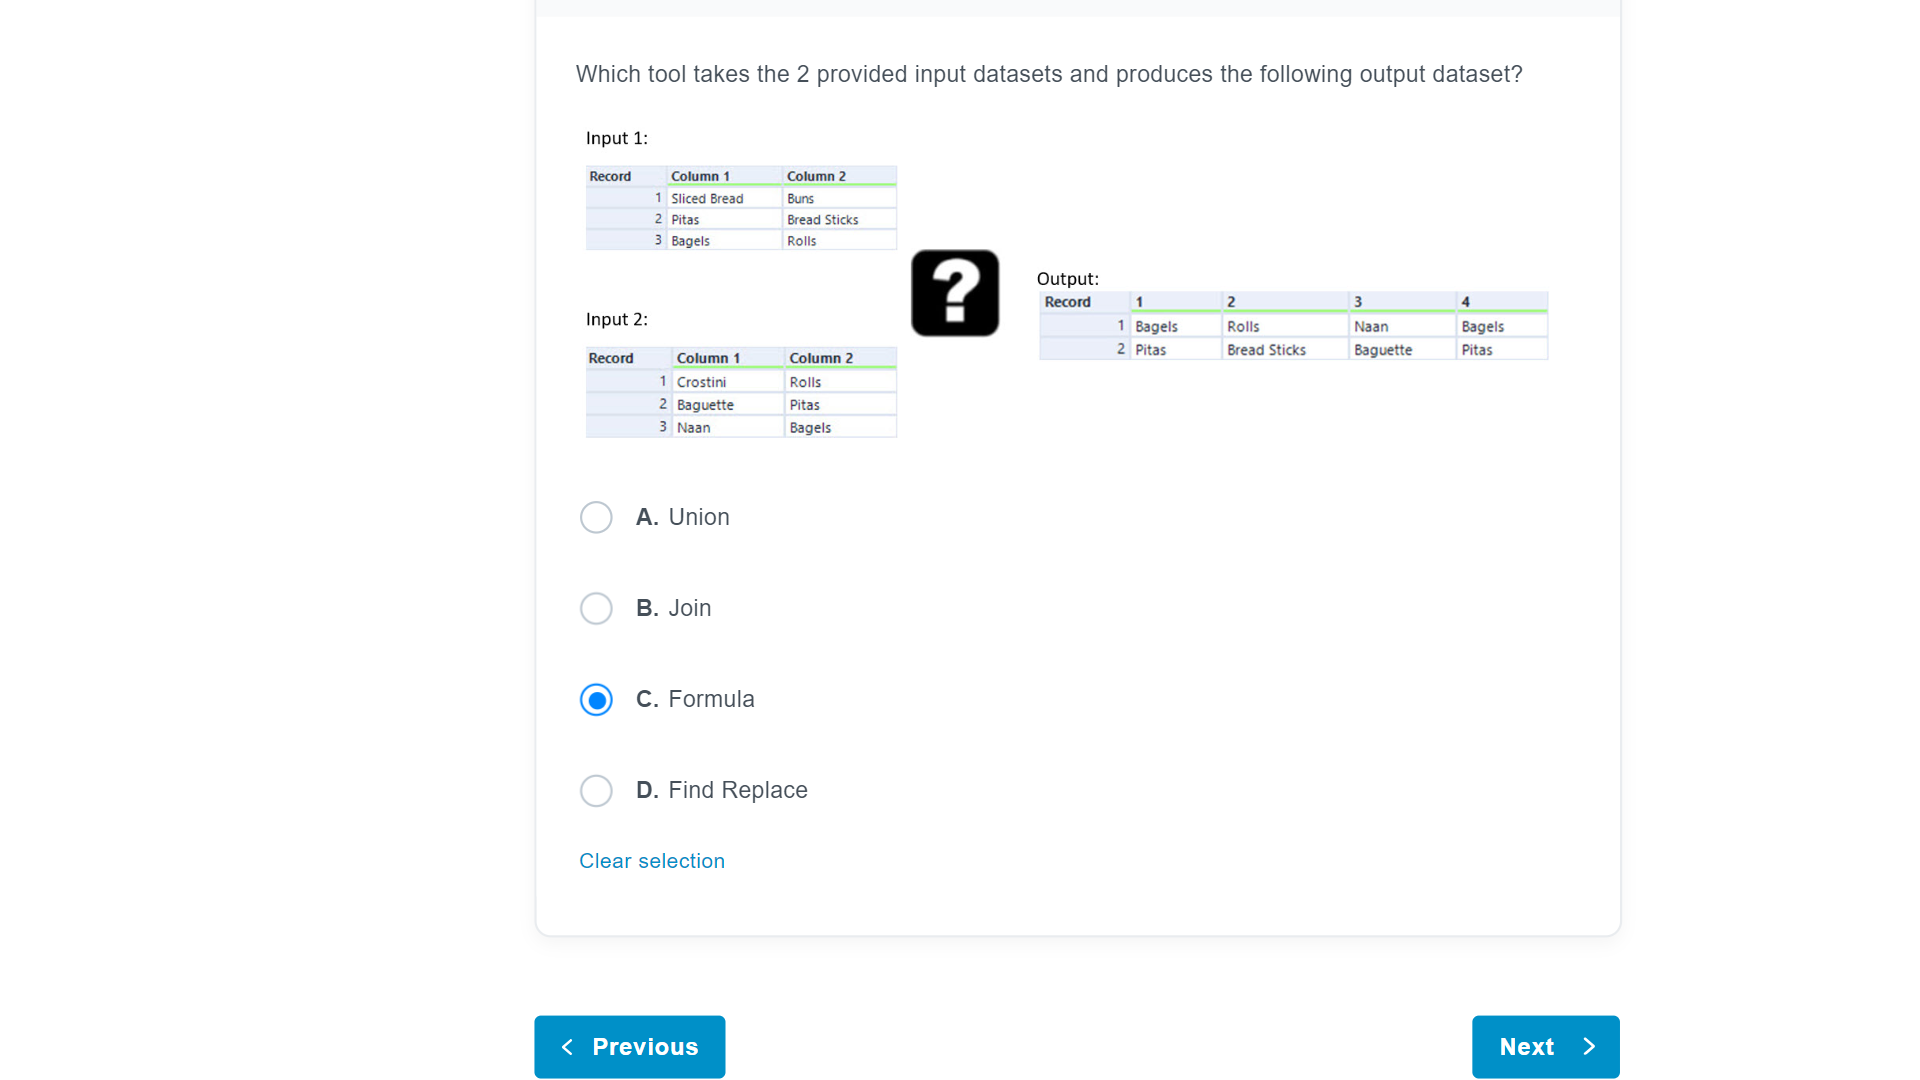 Which tool takes the 2 provided input datasets and produces the following output dataset?
Input 1:
Record Column 1 Column 2
1 Sliced Bread Buns
2 Pitas Bread Sticks
3 Bagels Rolls
?
Output:
Record 1 2 3 4
1 Bagels Rolls Naan Bagels
2 Pitas Bread Sticks Baguette Pitas
Input 2:
Record Column 1 Column 2
1 Crostini Rolls
2 Baguette Pitas
3 Naan Bagels
A. Union
B. Join
C. Formula
D. Find Replace
Clear selection
< Previous
Next >